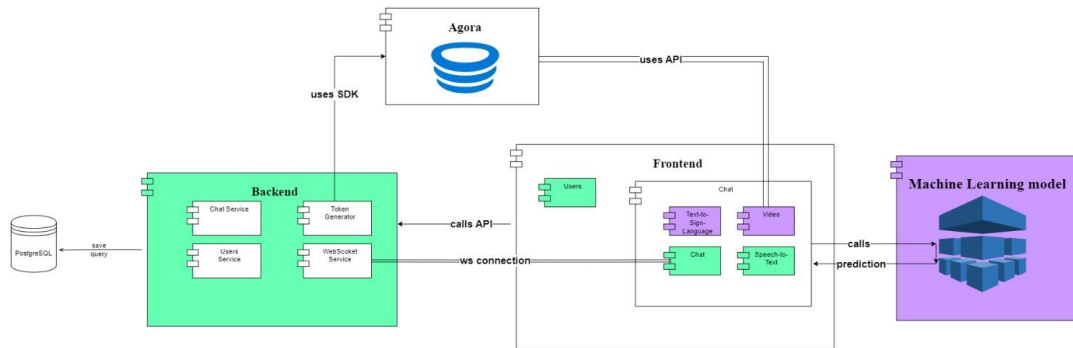 Agora
uses API
uses SDK
Backend
Chat Service
Token
Generator
Users
Service
WebScoket
Service
PostgreSQL
save
query
calls API
ws connection
Frontend
Users
Chat
Text-to-
Sign-
Language
Video
Chat
Speech-to-
Text
calls
prediction
Machine Learning model